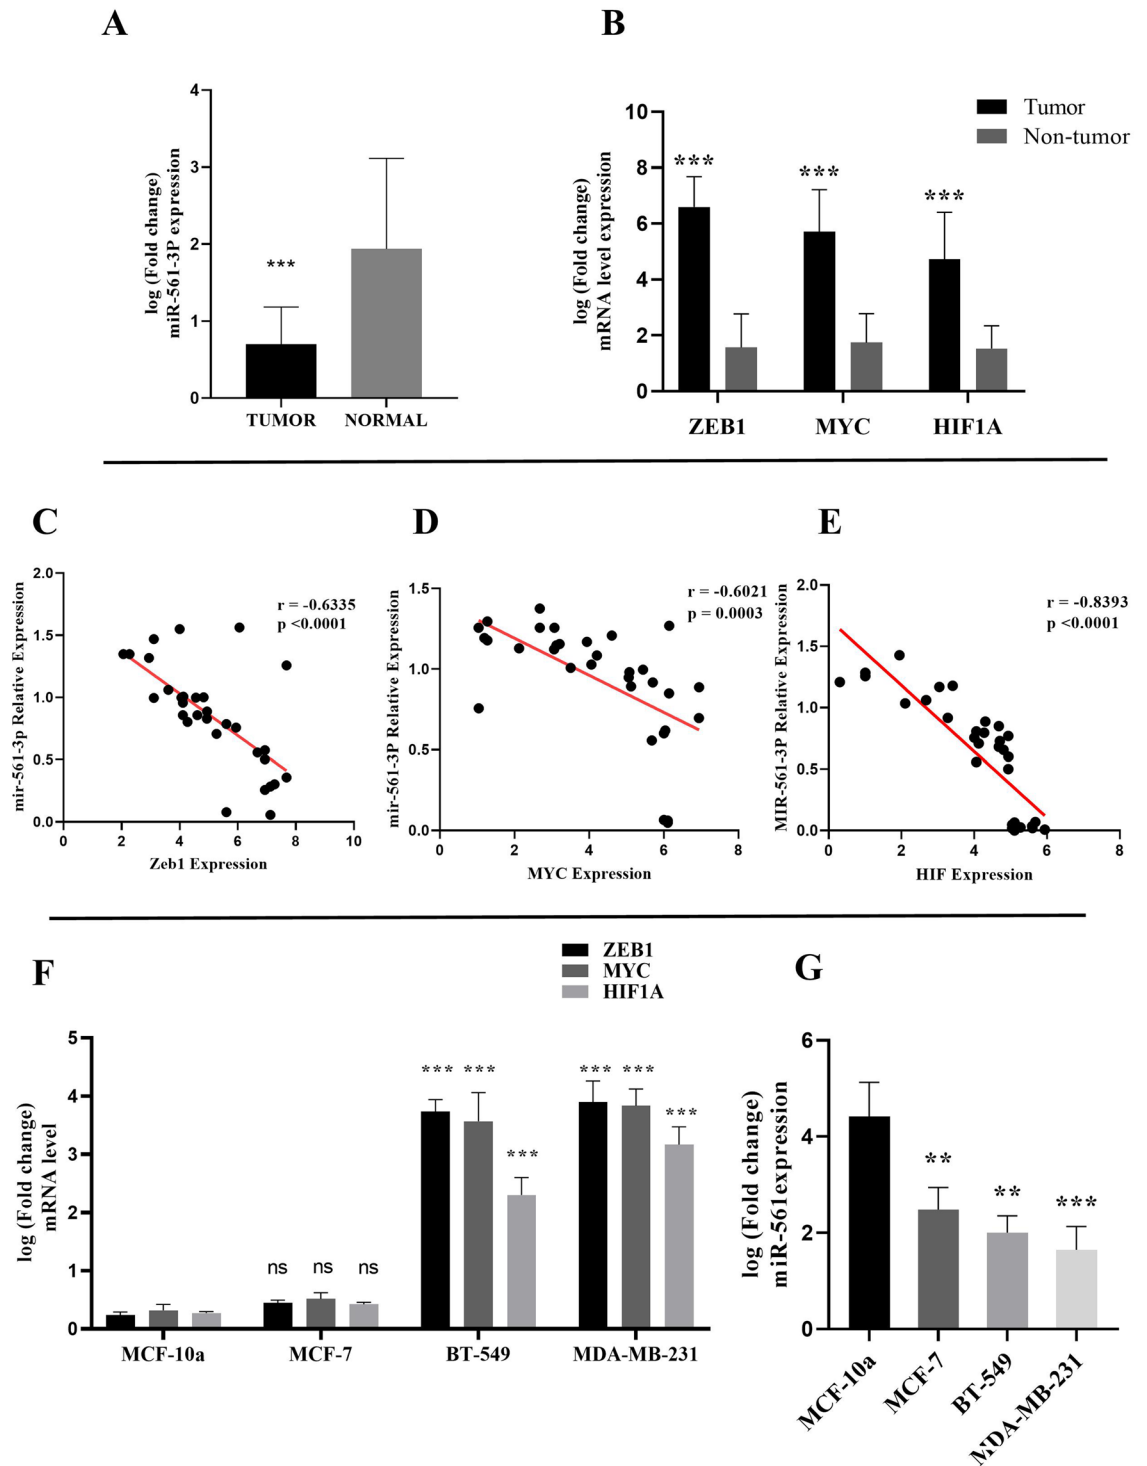 A
log (Fold change)
miR-561-3P expression
4
3
2
1
0
***
TUMOR NORMAL
B
log (Fold change)
mRNA level expression
10
8
6
4
2
0
*** *** ***
Tumor
Non-tumor
ZEB1 MYC HIF1A
C
mir-561-3p Relative Expression
2.0
1.5
1.0
0.5
0.0
r = -0.6335
p <0.0001
0 2 4 6 8 10
Zeb1 Expression
D
mir-561-3P Relative Expression
1.5
1.0
0.5
0.0
r = -0.6021
p = 0.0003
0 2 4 6 8
MYC Expression
E
MIR-561-3P Relative Expression
2.0
1.5
1.0
0.5
0.0
r = -0.8393
p <0.0001
0 2 4 6 8
HIF Expression
F
ZEB1
MYC
HIF1A
log (Fold change)
mRNA level
5
4
3
2
1
0
ns ns ns
*** *** ***
*** *** ***
MCF-10a MCF-7 BT-549 MDA-MB-231
G
log (Fold change)
miR-561expression
6
4
2
0
** ** ***
MCF-10a MCF-7 BT-549 MDA-MB-231